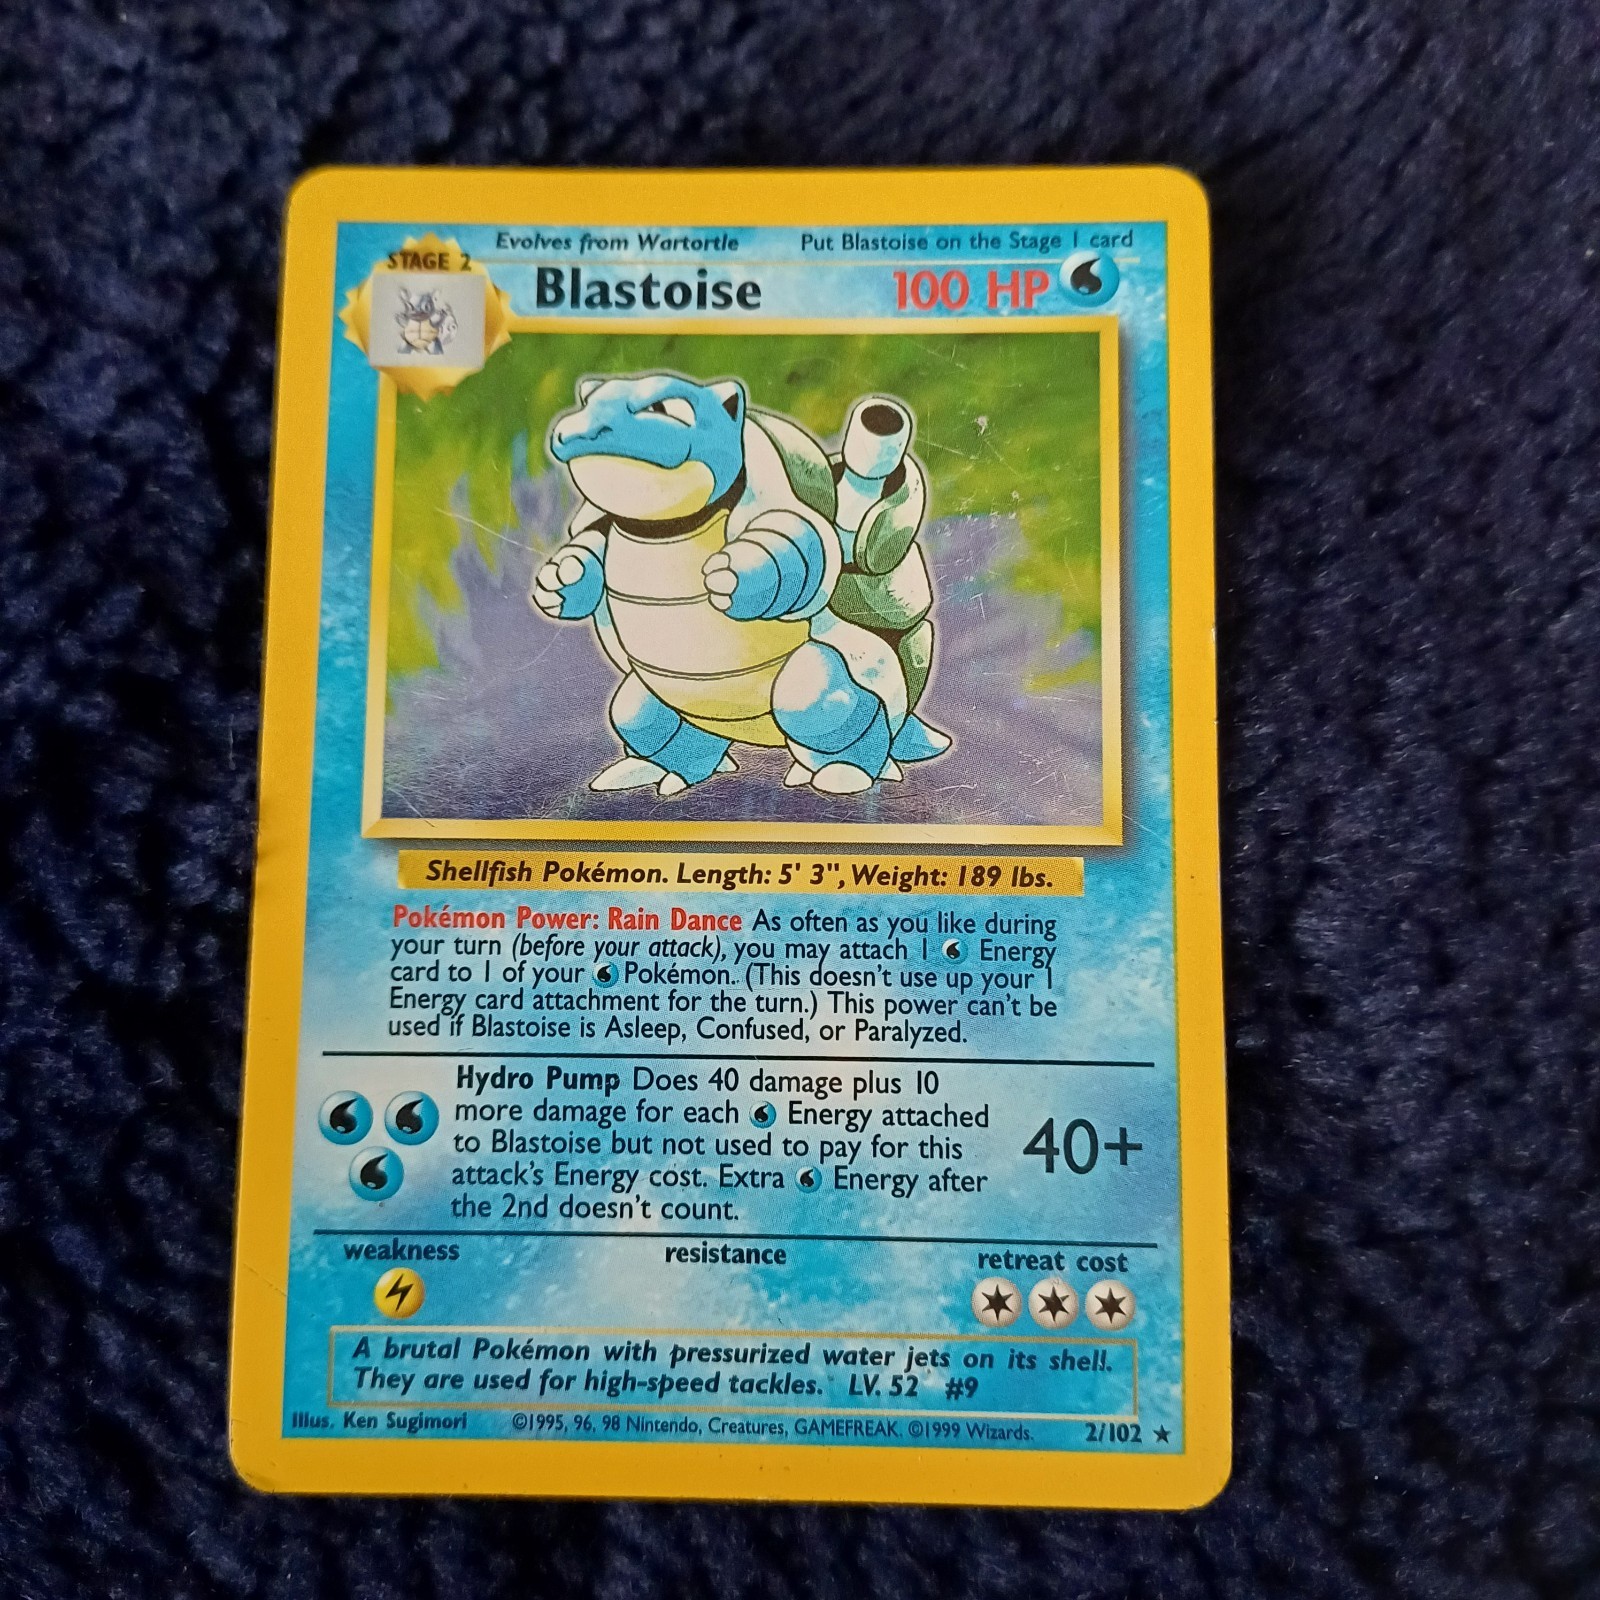 Evolves from Wartortle Put Blastoise on the Stage 1 card
STAGE 2
Blastoise 100 HP
Shellfish Pokémon. Length: 5' 3", Weight: 189 lbs.
Pokémon Power: Rain Dance As often as you like during
your turn (before your attack), you may attach 1 Energy
card to 1 of your Pokémon. (This doesn't use up your 1
Energy card attachment for the turn.) This power can't be
used if Blastoise is Asleep, Confused, or Paralyzed.
Hydro Pump Does 40 damage plus 10
more damage for each Energy attached
to Blastoise but not used to pay for this
attack's Energy cost. Extra Energy after
the 2nd doesn't count.
40+
weakness resistance retreat cost
A brutal Pokémon with pressurized water jets on its shell.
They are used for high-speed tackles. LV. 52 #9
Illus. Ken Sugimori ©1995, 96, 98 Nintendo, Creatures, GAMEFREAK. ©1999 Wizards. 2/102 ★